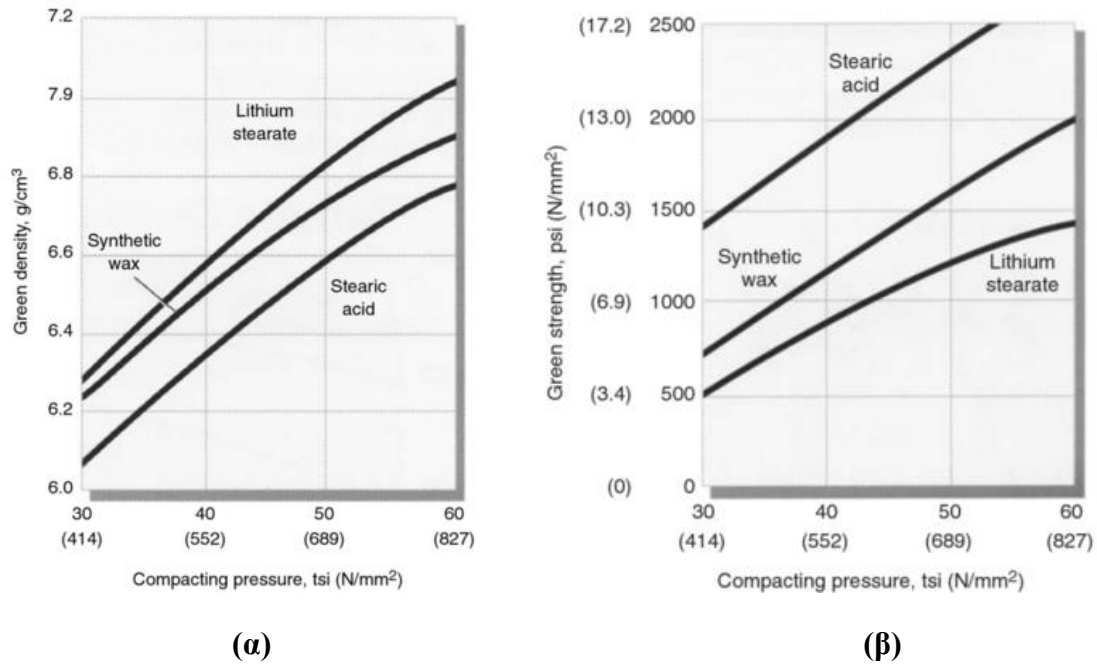 7.2
7.9
6.8
6.6
6.4
6.2
6.0
Green density, g/cm³
Lithium
stearate
Synthetic
wax
Stearic
acid
30 40 50 60
(414) (552) (689) (827)
Compacting pressure, tsi (N/mm²)
(α)
(17.2) 2500
(13.0) 2000
(10.3) 1500
(6.9) 1000
(3.4) 500
(0) 0
Green strength, psi (N/mm²)
Stearic
acid
Synthetic
wax
Lithium
stearate
30 40 50 60
(414) (552) (689) (827)
Compacting pressure, tsi (N/mm²)
(β)